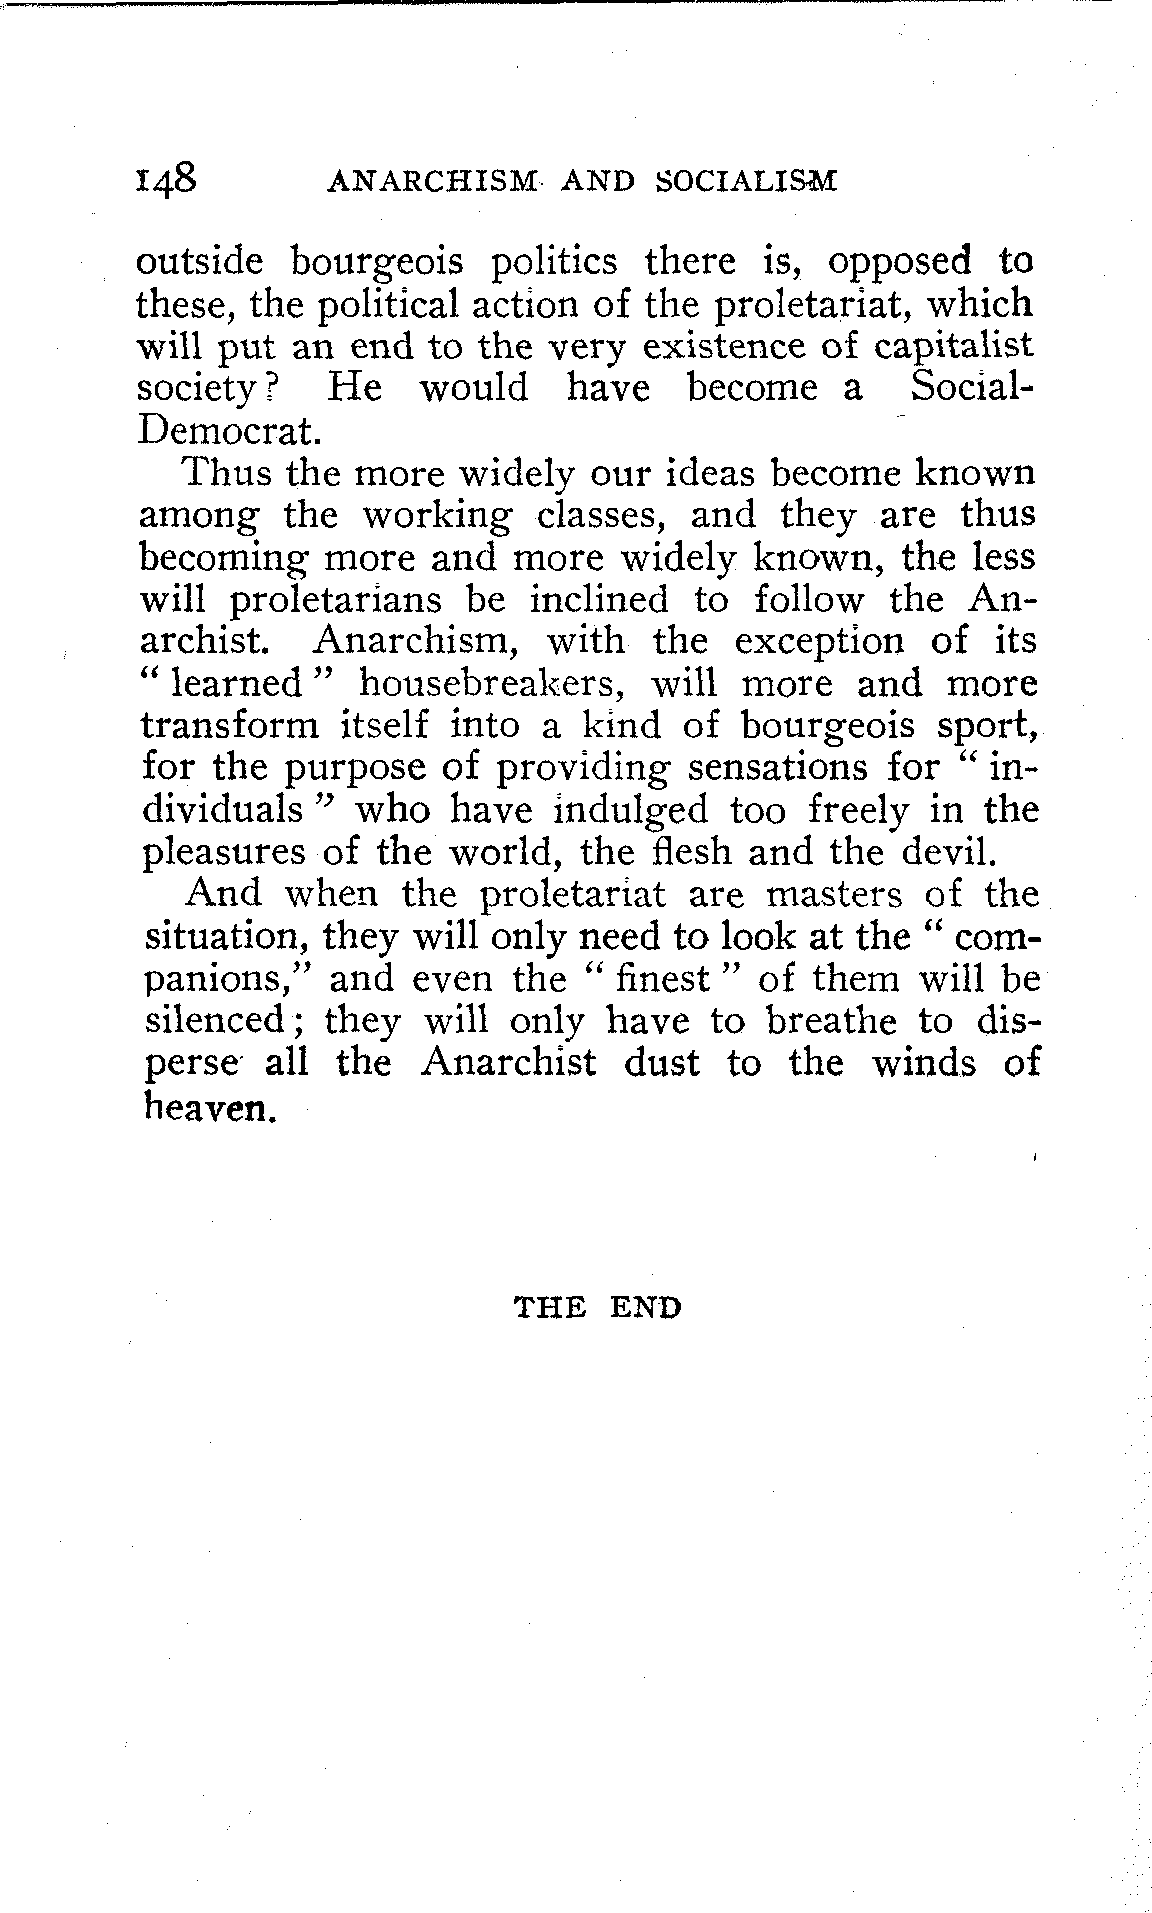 148 ANARCHISM AND SOCIALISM
outside bourgeois politics there is, opposed to
these, the political action of the proletariat, which
will put an end to the very existence of capitalist
society? He would have become a Social-
Democrat.
Thus the more widely our ideas become known
among the working classes, and they are thus
becoming more and more widely known, the less
will proletarians be inclined to follow the An-
archist. Anarchism, with the exception of its
“ learned ” housebreakers, will more and more
transform itself into a kind of bourgeois sport,
for the purpose of providing sensations for “ in-
dividuals ” who have indulged too freely in the
pleasures of the world, the flesh and the devil.
And when the proletariat are masters of the
situation, they will only need to look at the “ com-
panions,” and even the “ finest ” of them will be
silenced; they will only have to breathe to dis-
perse all the Anarchist dust to the winds of
heaven.
THE END